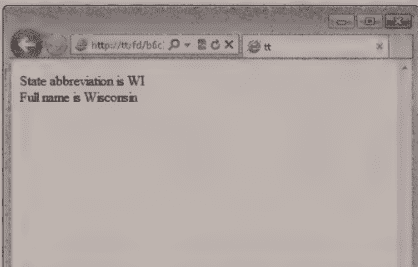 http://tt/fd/b6c
tt
State abbreviation is WI
Full name is Wisconsin